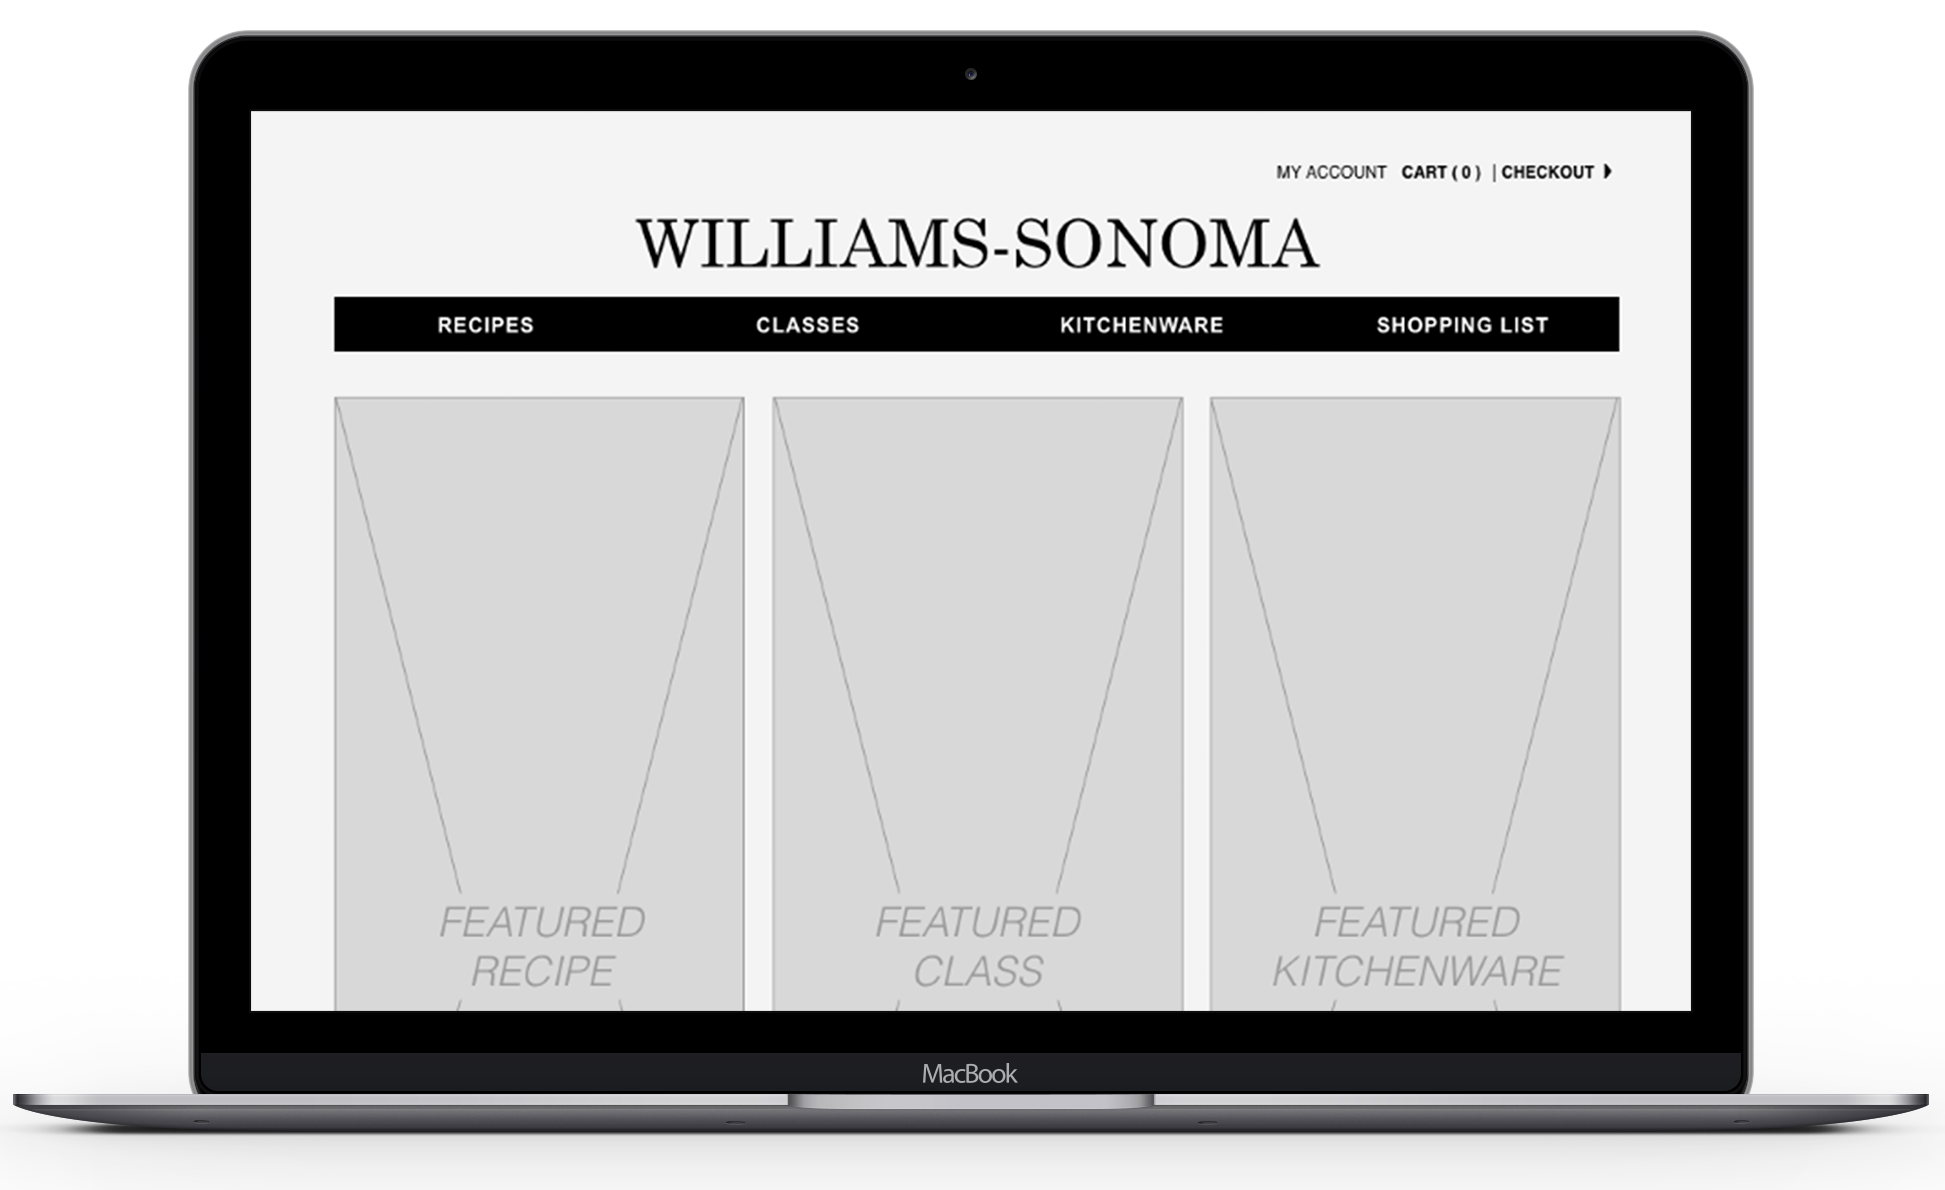 MY ACCOUNT CART ( 0 ) | CHECKOUT
WILLIAMS-SONOMA
RECIPES CLASSES KITCHENWARE SHOPPING LIST
FEATURED RECIPE
FEATURED CLASS
FEATURED KITCHENWARE
MacBook